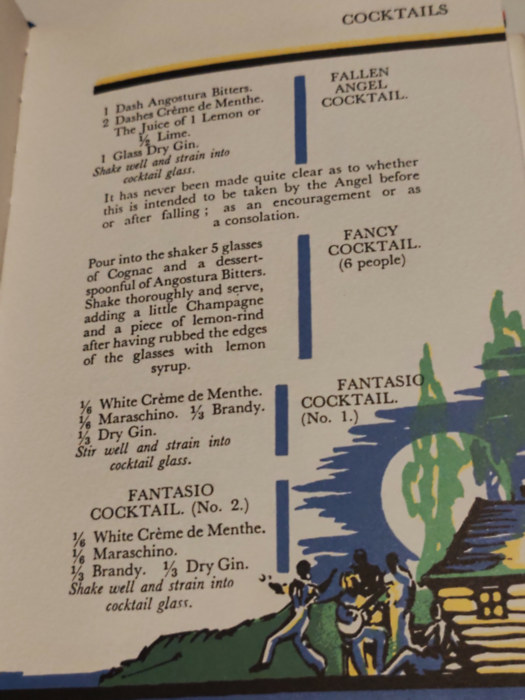 COCKTAILS
1 Dash Angostura Bitters.
2 Dashes Crème de Menthe.
The Juice of 1 Lemon or
½ Lime.
1 Glass Dry Gin.
Shake well and strain into
cocktail glass.
FALLEN
ANGEL
COCKTAIL.
It has never been made quite clear as to whether
this is intended to be taken by the Angel before
or after falling ; as an encouragement or as
a consolation.
Pour into the shaker 5 glasses
of Cognac and a dessert-
spoonful of Angostura Bitters.
Shake thoroughly and serve,
adding a little Champagne
and a piece of lemon-rind
after having rubbed the edges
of the glasses with lemon
syrup.
FANCY
COCKTAIL.
(6 people)
⅙ White Crème de Menthe.
⅙ Maraschino. ⅓ Brandy.
⅓ Dry Gin.
Stir well and strain into
cocktail glass.
FANTASIO
COCKTAIL.
(No. 1.)
FANTASIO
COCKTAIL. (No. 2.)
⅙ White Crème de Menthe.
⅙ Maraschino.
⅓ Brandy. ⅓ Dry Gin.
Shake well and strain into
cocktail glass.